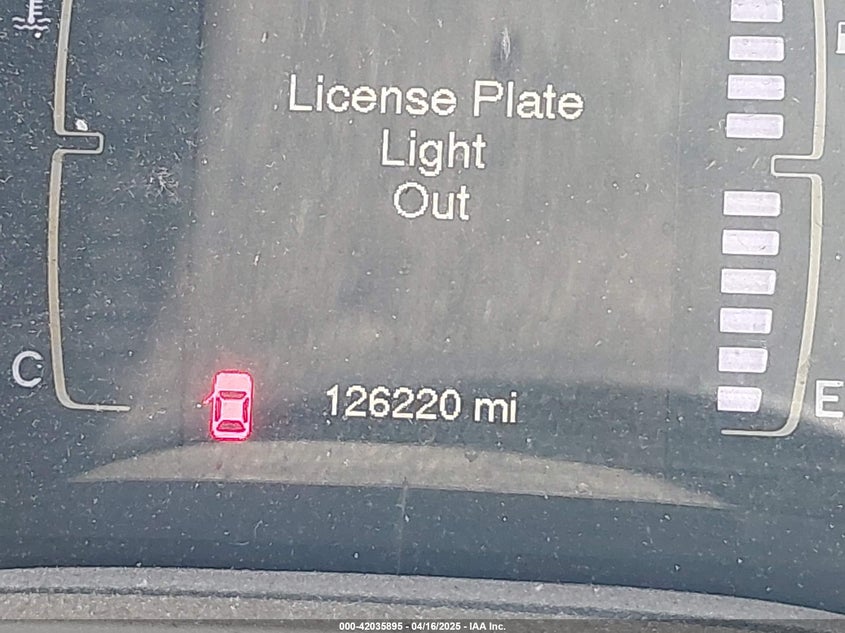 License Plate
Light
Out
C
126220 mi
E
000-42035895 - 04/16/2025 - IAA Inc.